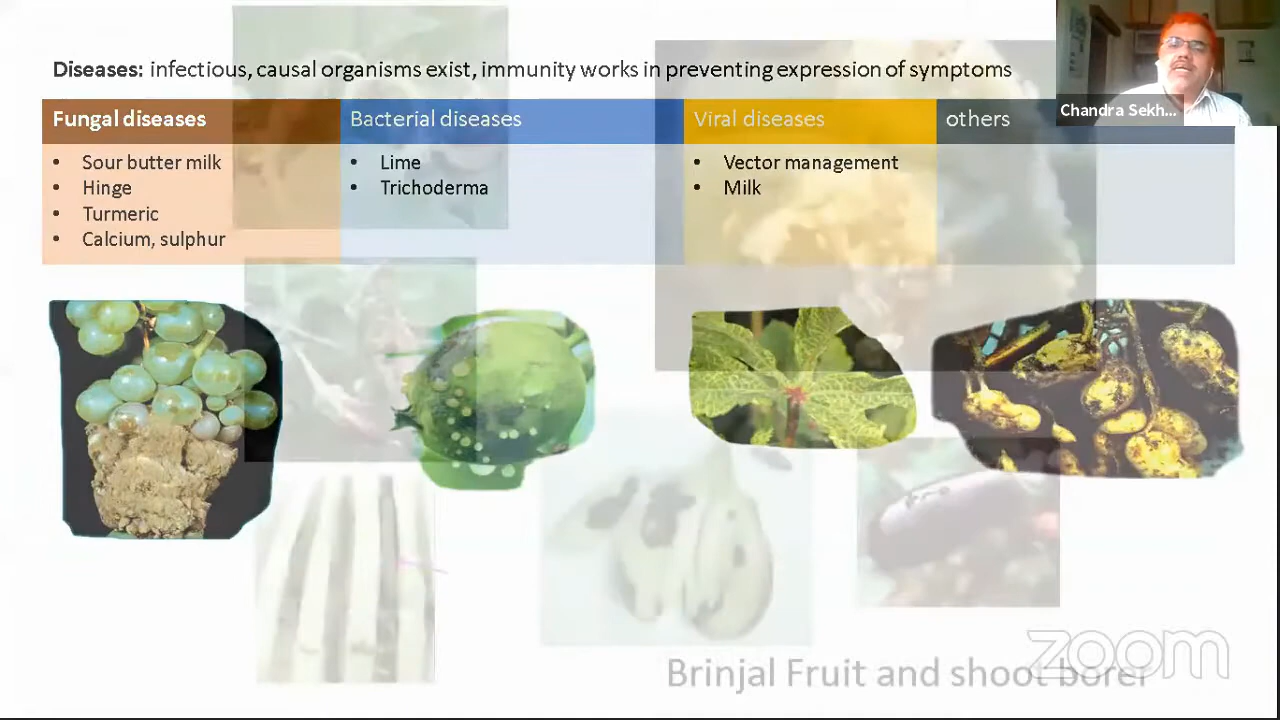 Diseases: infectious, causal organisms exist, immunity works in preventing expression of symptoms
Chandra Sekh...
Fungal diseases
Bacterial diseases
Viral diseases
others
• Sour butter milk
• Hinge
• Turmeric
• Calcium, sulphur
• Lime
• Trichoderma
• Vector management
• Milk
Brinjal Fruit and shoot borer
zoom